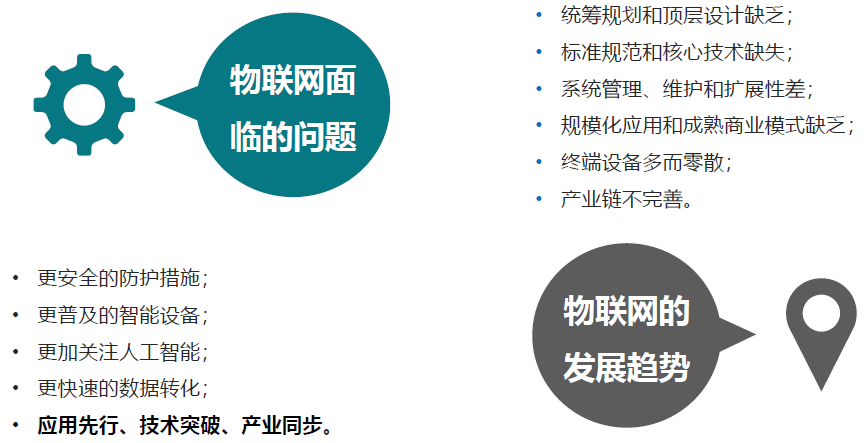 物联网面
临的问题
• 统筹规划和顶层设计缺乏；
• 标准规范和核心技术缺失；
• 系统管理、维护和扩展性差；
• 规模化应用和成熟商业模式缺乏；
• 终端设备多而零散；
• 产业链不完善。
• 更安全的防护措施；
• 更普及的智能设备；
• 更加关注人工智能；
• 更快速的数据转化；
• 应用先行、技术突破、产业同步。
物联网的
发展趋势